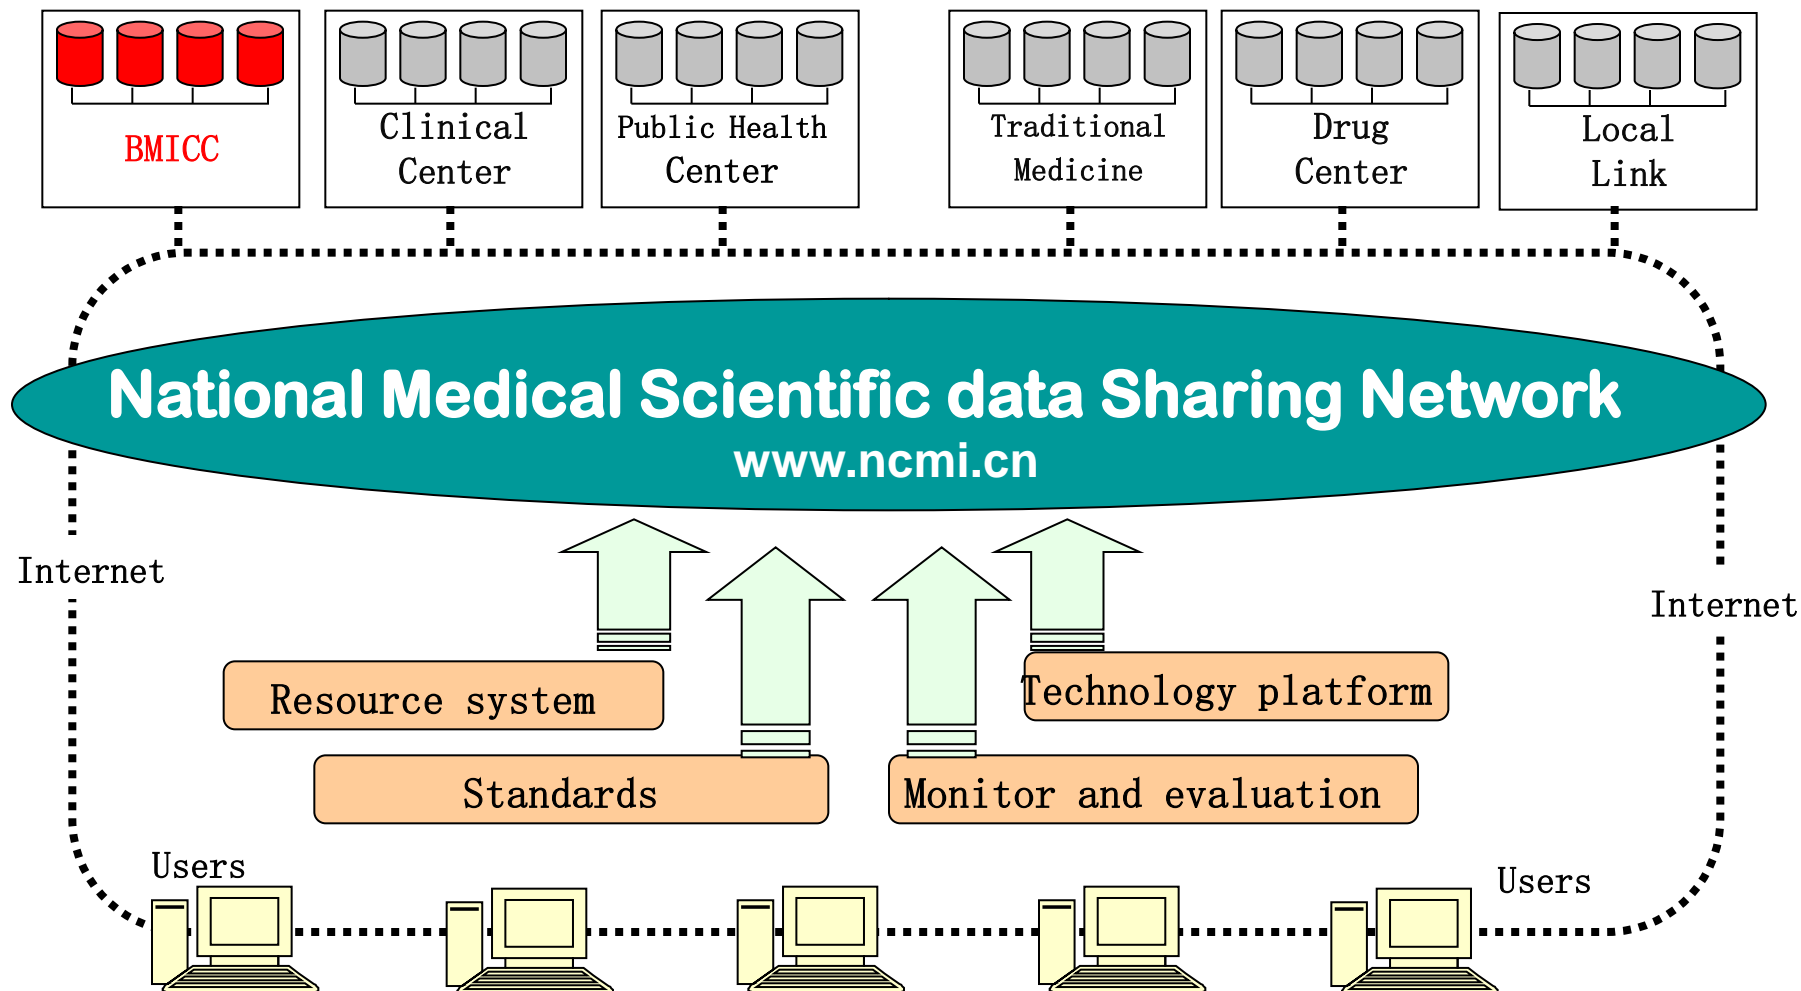 BMICC
Clinical
Center
Public Health
Center
Traditional
Medicine
Drug
Center
Local
Link
National Medical Scientific data Sharing Network
www.ncmi.cn
Internet
Internet
Resource system
Technology platform
Standards
Monitor and evaluation
Users
Users